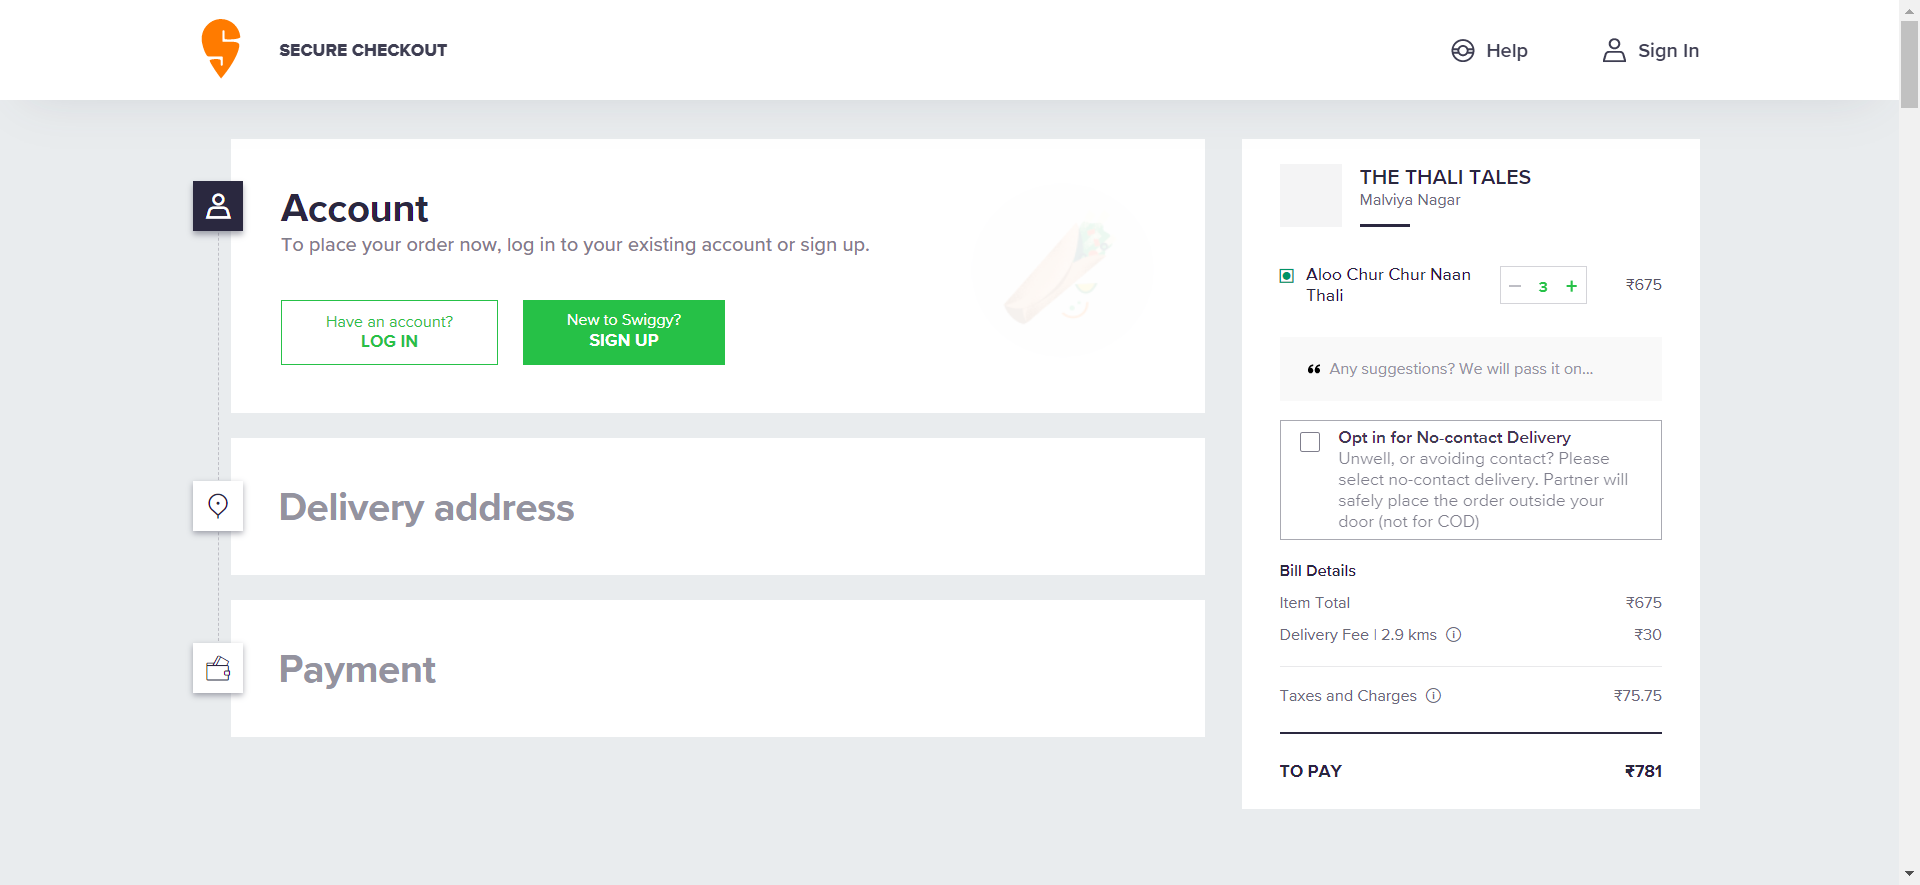 SECURE CHECKOUT
Help
Sign In
Account
To place your order now, log in to your existing account or sign up.
Have an account?
LOG IN
New to Swiggy?
SIGN UP
Delivery address
Payment
THE THALI TALES
Malviya Nagar
Aloo Chur Chur Naan
Thali
3
₹675
Any suggestions? We will pass it on...
Opt in for No-contact Delivery
Unwell, or avoiding contact? Please
select no-contact delivery. Partner will
safely place the order outside your
door (not for COD)
Bill Details
Item Total ₹675
Delivery Fee | 2.9 kms ₹30
Taxes and Charges ₹75.75
TO PAY ₹781